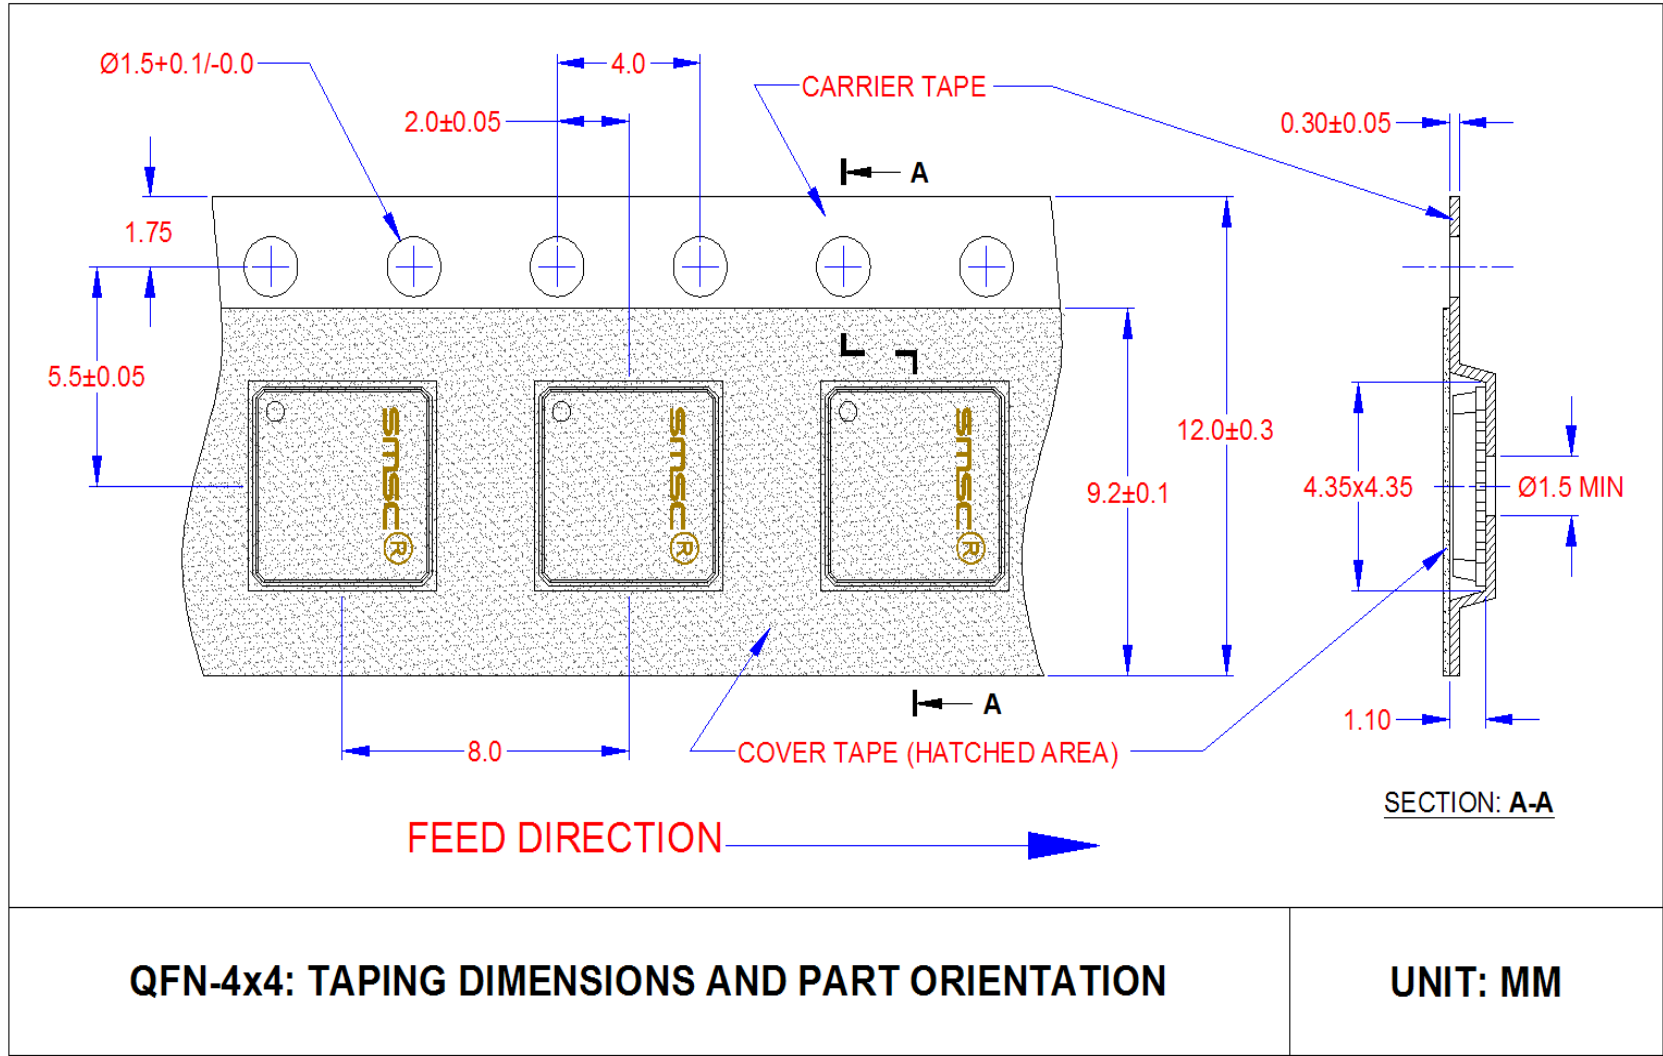 Ø1.5+0.1/-0.0
4.0
CARRIER TAPE
2.0±0.05
0.30±0.05
A
1.75
5.5±0.05
12.0±0.3
9.2±0.1
4.35x4.35
Ø1.5 MIN
smsc®
smsc®
smsc®
A
1.10
8.0
COVER TAPE (HATCHED AREA)
SECTION: A-A
FEED DIRECTION
QFN-4x4: TAPING DIMENSIONS AND PART ORIENTATION
UNIT: MM